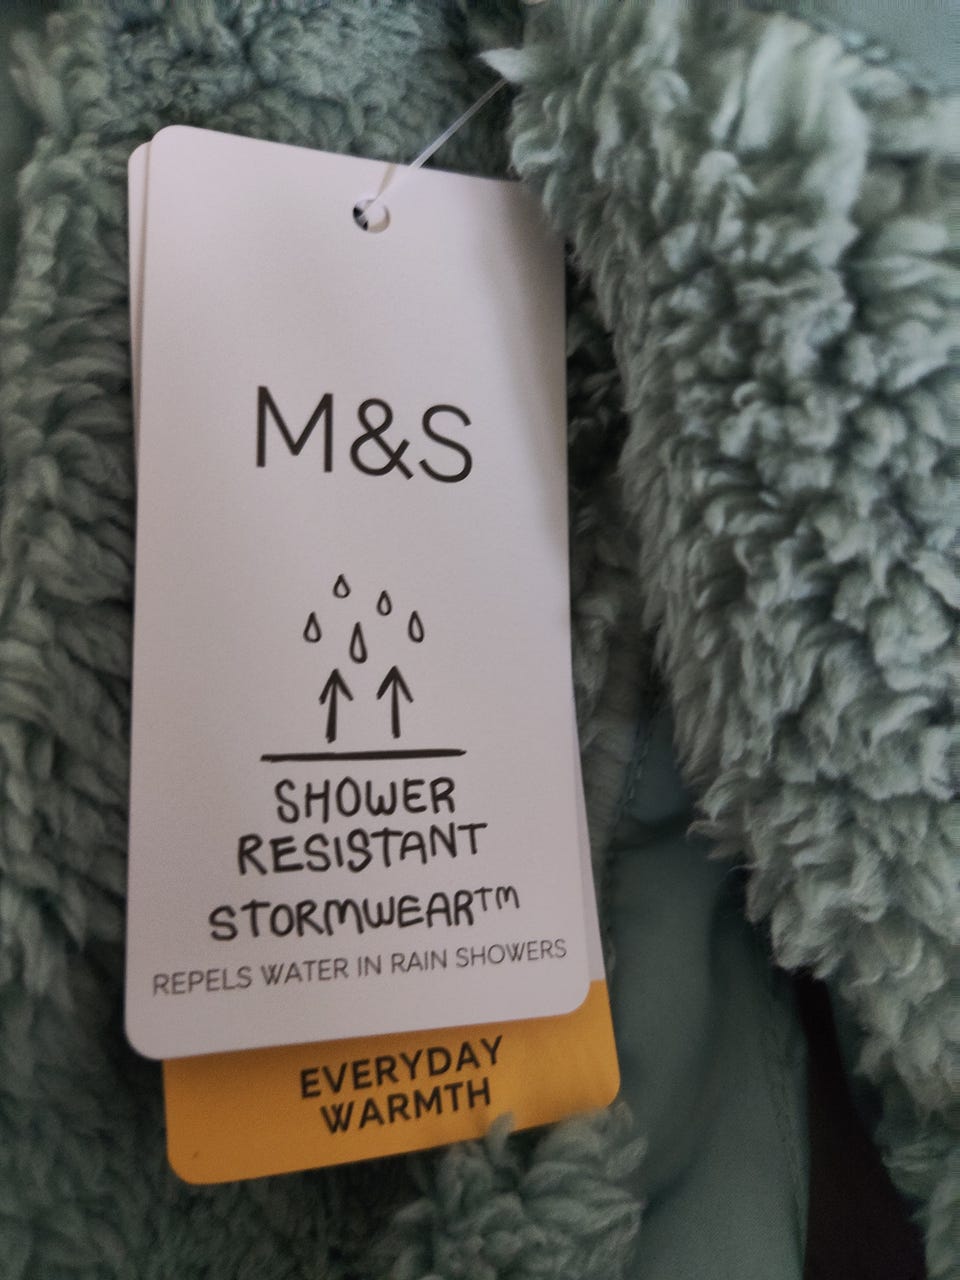 M&S
SHOWER
RESISTANT
STORMWEAR™
REPELS WATER IN RAIN SHOWERS
EVERYDAY
WARMTH